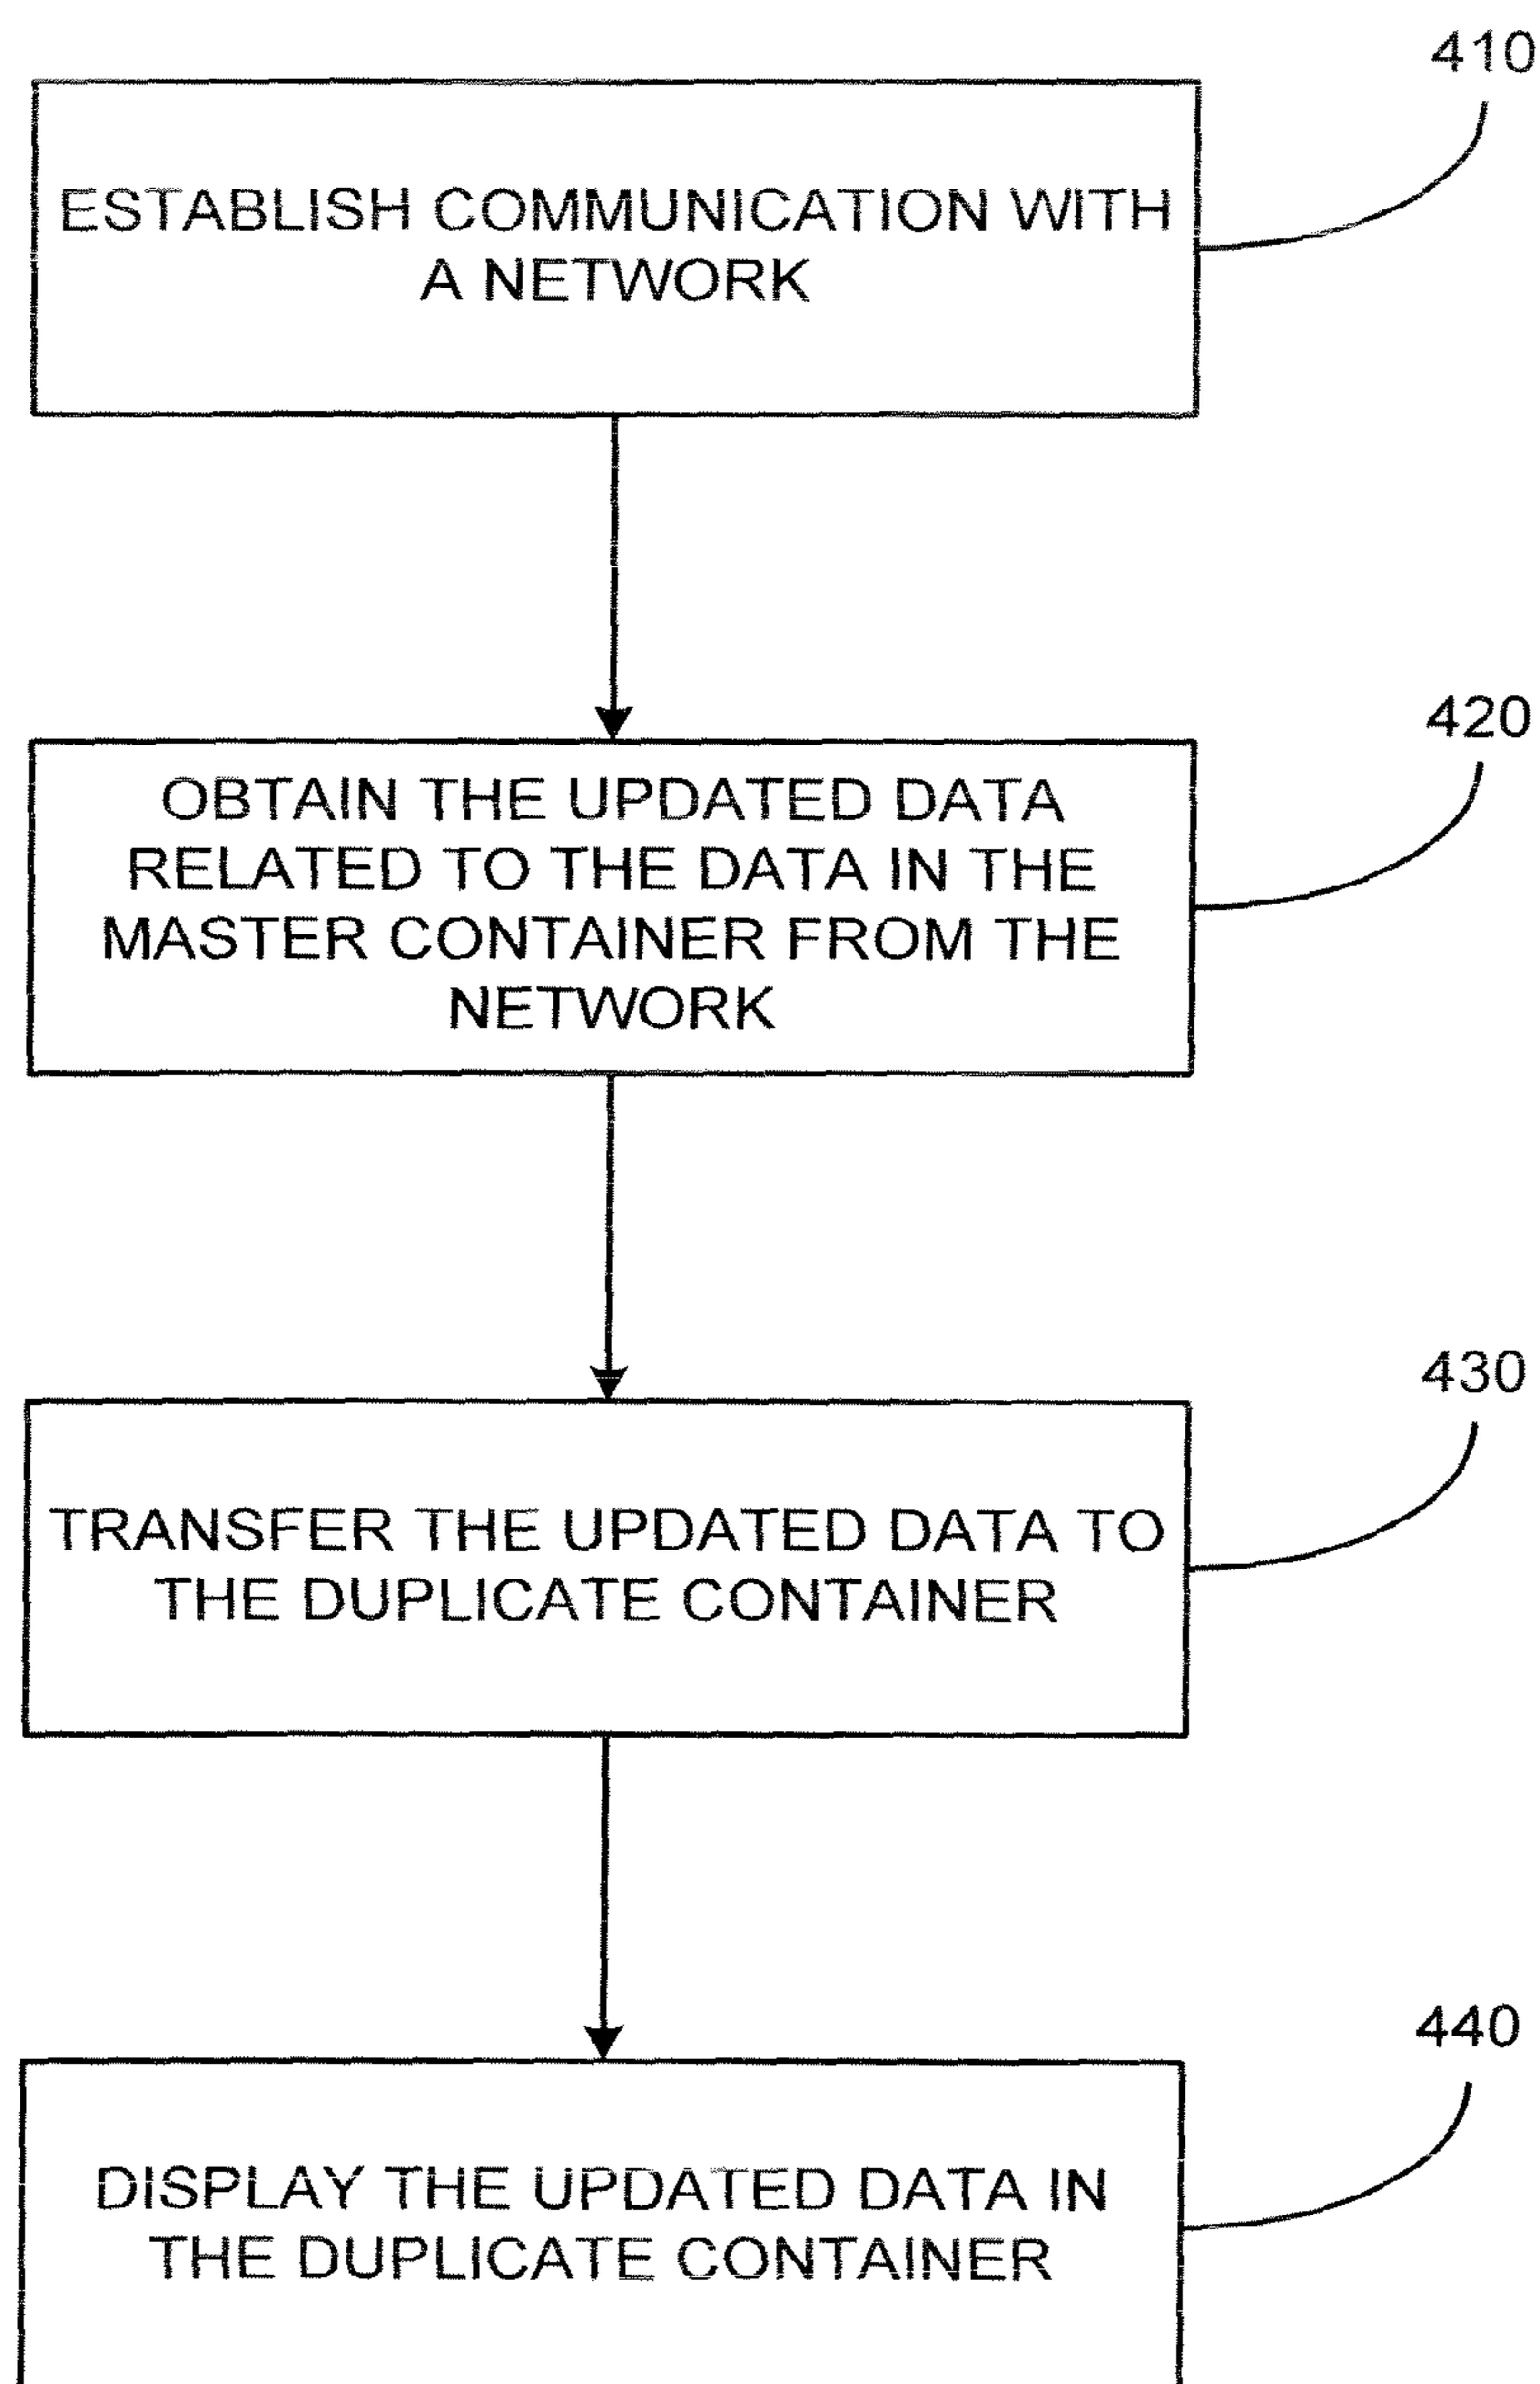 410
ESTABLISH COMMUNICATION WITH
A NETWORK
420
OBTAIN THE UPDATED DATA
RELATED TO THE DATA IN THE
MASTER CONTAINER FROM THE
NETWORK
430
TRANSFER THE UPDATED DATA TO
THE DUPLICATE CONTAINER
440
DISPLAY THE UPDATED DATA IN
THE DUPLICATE CONTAINER